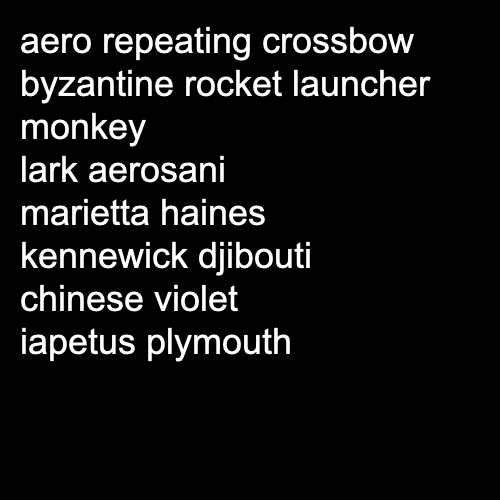 aero repeating crossbow
byzantine rocket launcher
monkey
lark aerosani
marietta haines
kennewick djibouti
chinese violet
iapetus plymouth